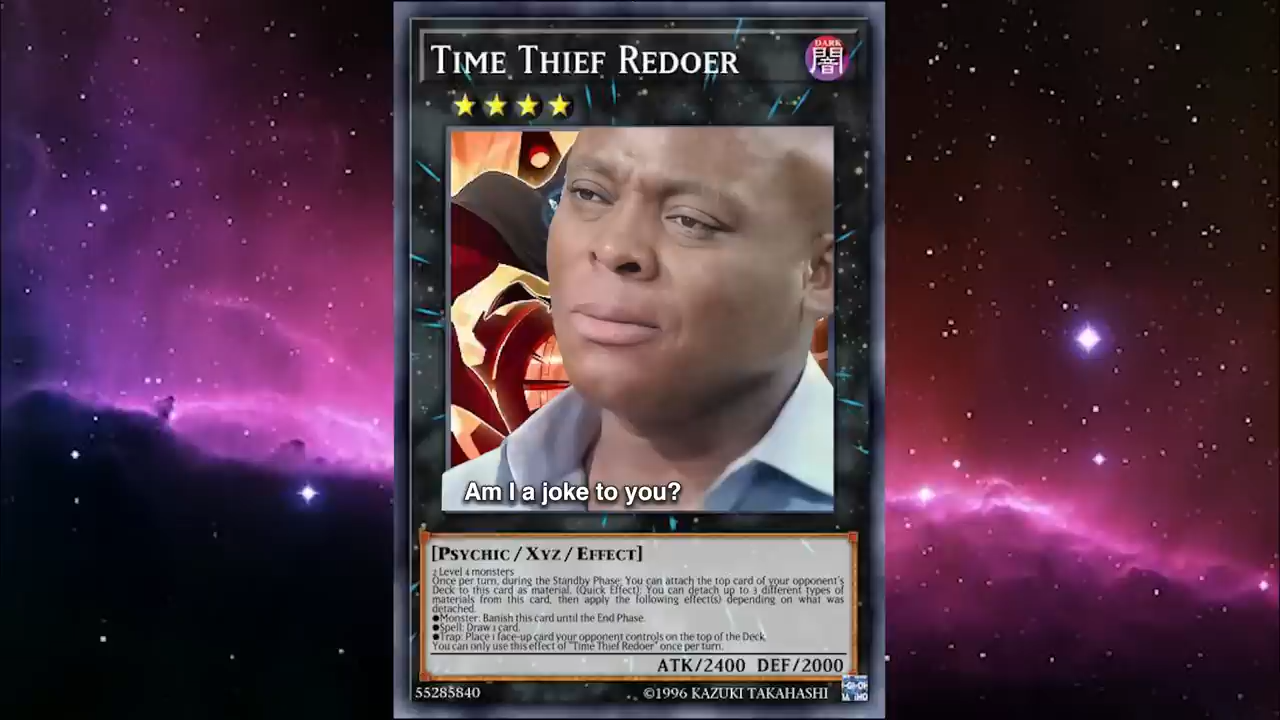 TIME THIEF REDOER
DARK
闇
Am I a joke to you?
[PSYCHIC / XYZ / EFFECT]
2 Level 4 monsters
Once per turn, during the Standby Phase: You can attach the top card of your opponent's
Deck to this card as material. (Quick Effect): You can detach up to 3 different types of
materials from this card, then apply the following effect(s) depending on what was
detached.
●Monster: Banish this card until the End Phase.
●Spell: Draw 1 card.
●Trap: Place 1 face-up card your opponent controls on the top of the Deck.
You can only use this effect of "Time Thief Redoer" once per turn.
ATK/2400 DEF/2000
55285840
©1996 KAZUKI TAKAHASHI